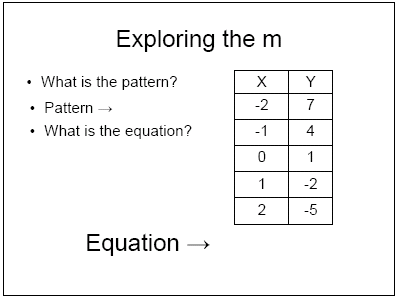 Exploring the m
• What is the pattern?
• Pattern →
• What is the equation?
X Y
-2 7
-1 4
0 1
1 -2
2 -5
Equation →